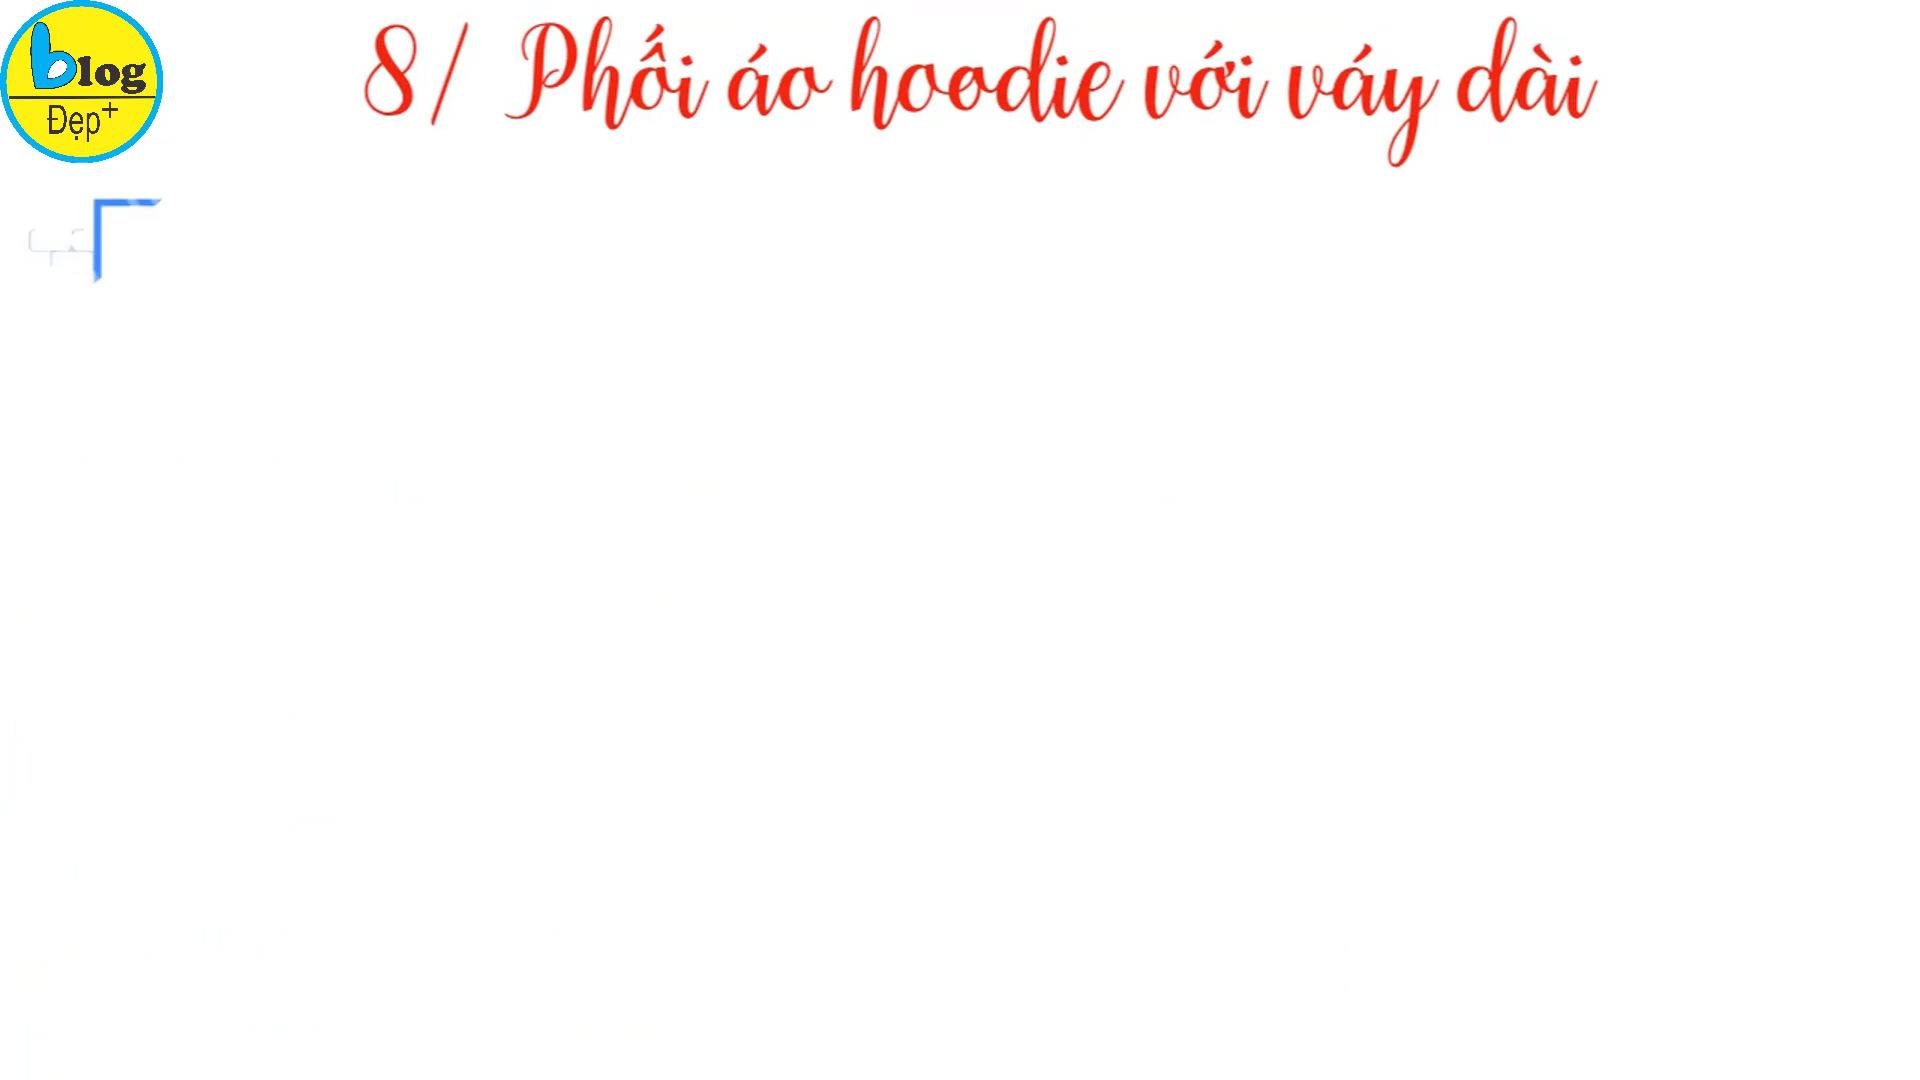 blog
Đẹp+
8/ Phối áo hoodie với váy dài